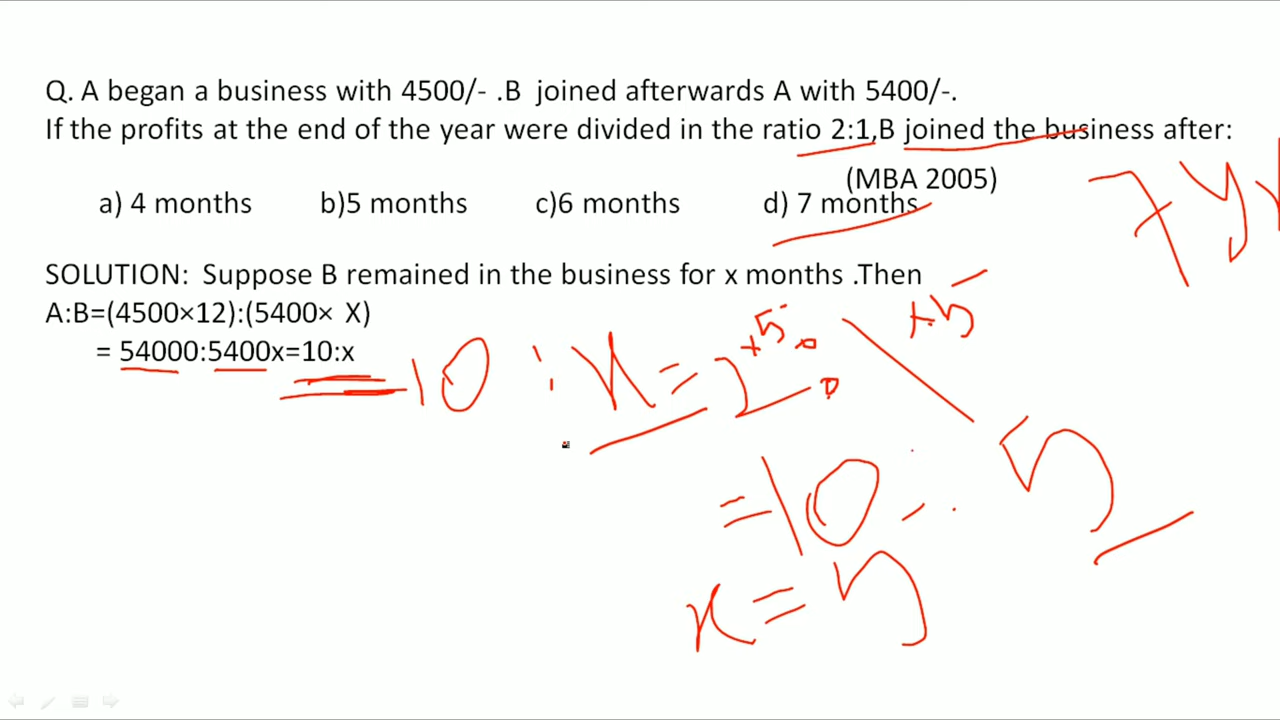 Q. A began a business with 4500/- .B joined afterwards A with 5400/-.
If the profits at the end of the year were divided in the ratio 2:1,B joined the business after:
(MBA 2005)
a) 4 months b)5 months c)6 months d) 7 months
SOLUTION: Suppose B remained in the business for x months .Then
A:B=(4500×12):(5400× X)
= 54000:5400x=10:x
10 : x = 2×5 : 1×5
= 10 : 5
x = 5